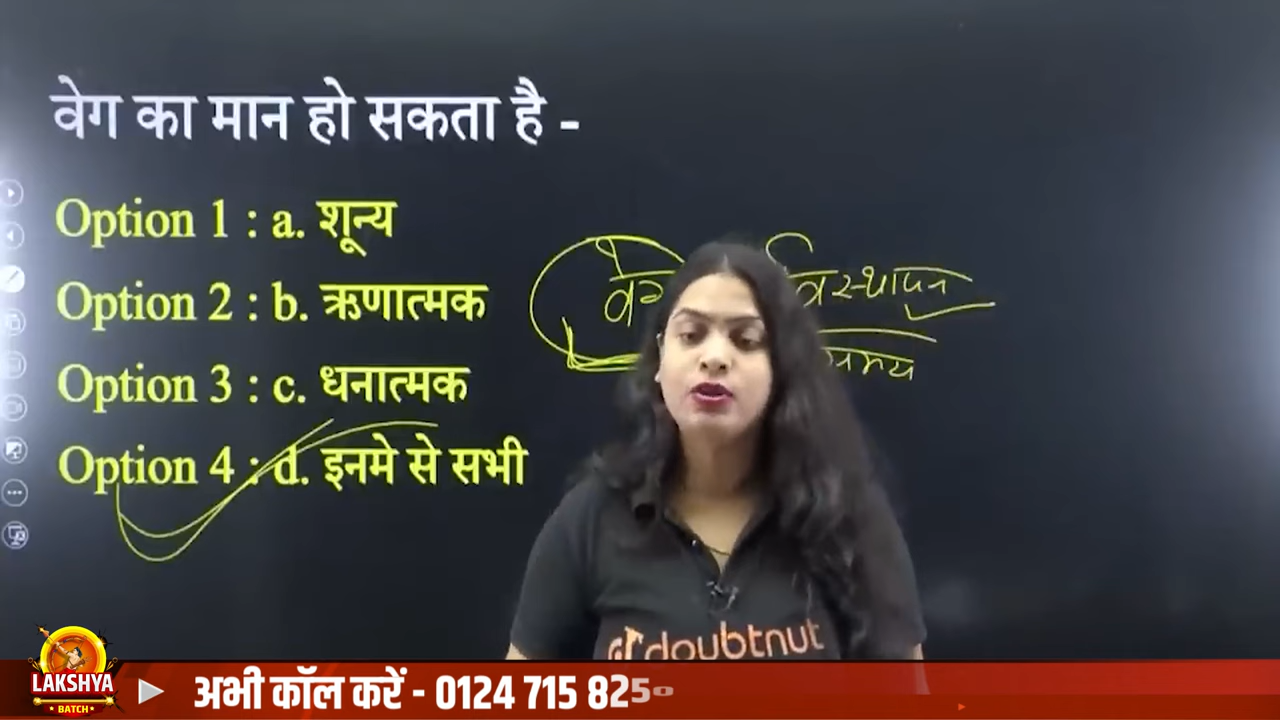 वेग का मान हो सकता है -
Option 1 : a. शून्य
Option 2 : b. ऋणात्मक
Option 3 : c. धनात्मक
Option 4 : d. इनमे से सभी
doubtnut
LAKSHYA
BATCH
अभी कॉल करें - 0124 715 825